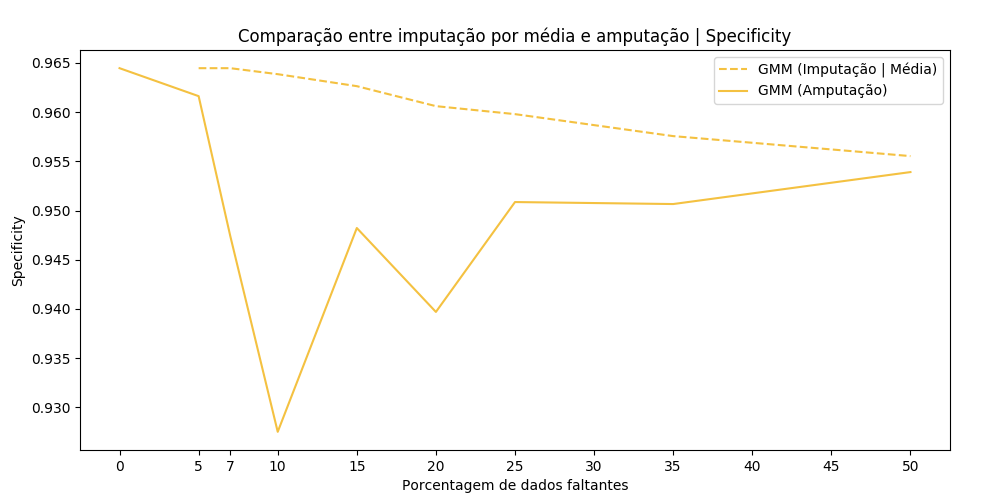 Comparação entre imputação por média e amputação | Specificity
GMM (Imputação | Média)
GMM (Amputação)
Specificity
0.965
0.960
0.955
0.950
0.945
0.940
0.935
0.930
0 5 7 10 15 20 25 30 35 40 45 50
Porcentagem de dados faltantes